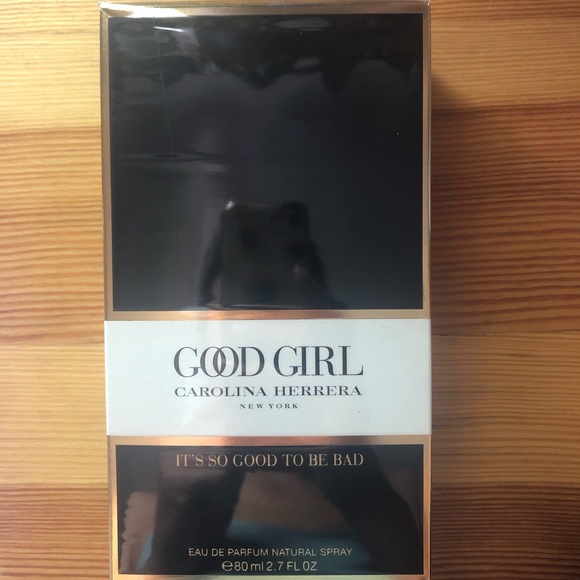 GOOD GIRL
CAROLINA HERRERA
NEW YORK
IT'S SO GOOD TO BE BAD
EAU DE PARFUM NATURAL SPRAY
℮80 ml 2.7 FL OZ